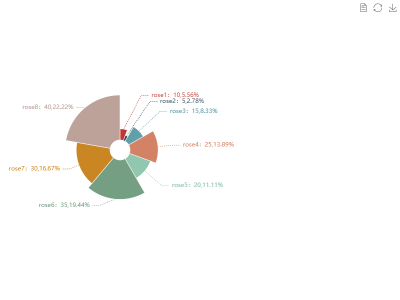 rose1: 10,5.56%
rose2: 5,2.78%
rose3: 15,8.33%
rose4: 25,13.89%
rose5: 20,11.11%
rose6: 35,19.44%
rose7: 30,16.67%
rose8: 40,22.22%